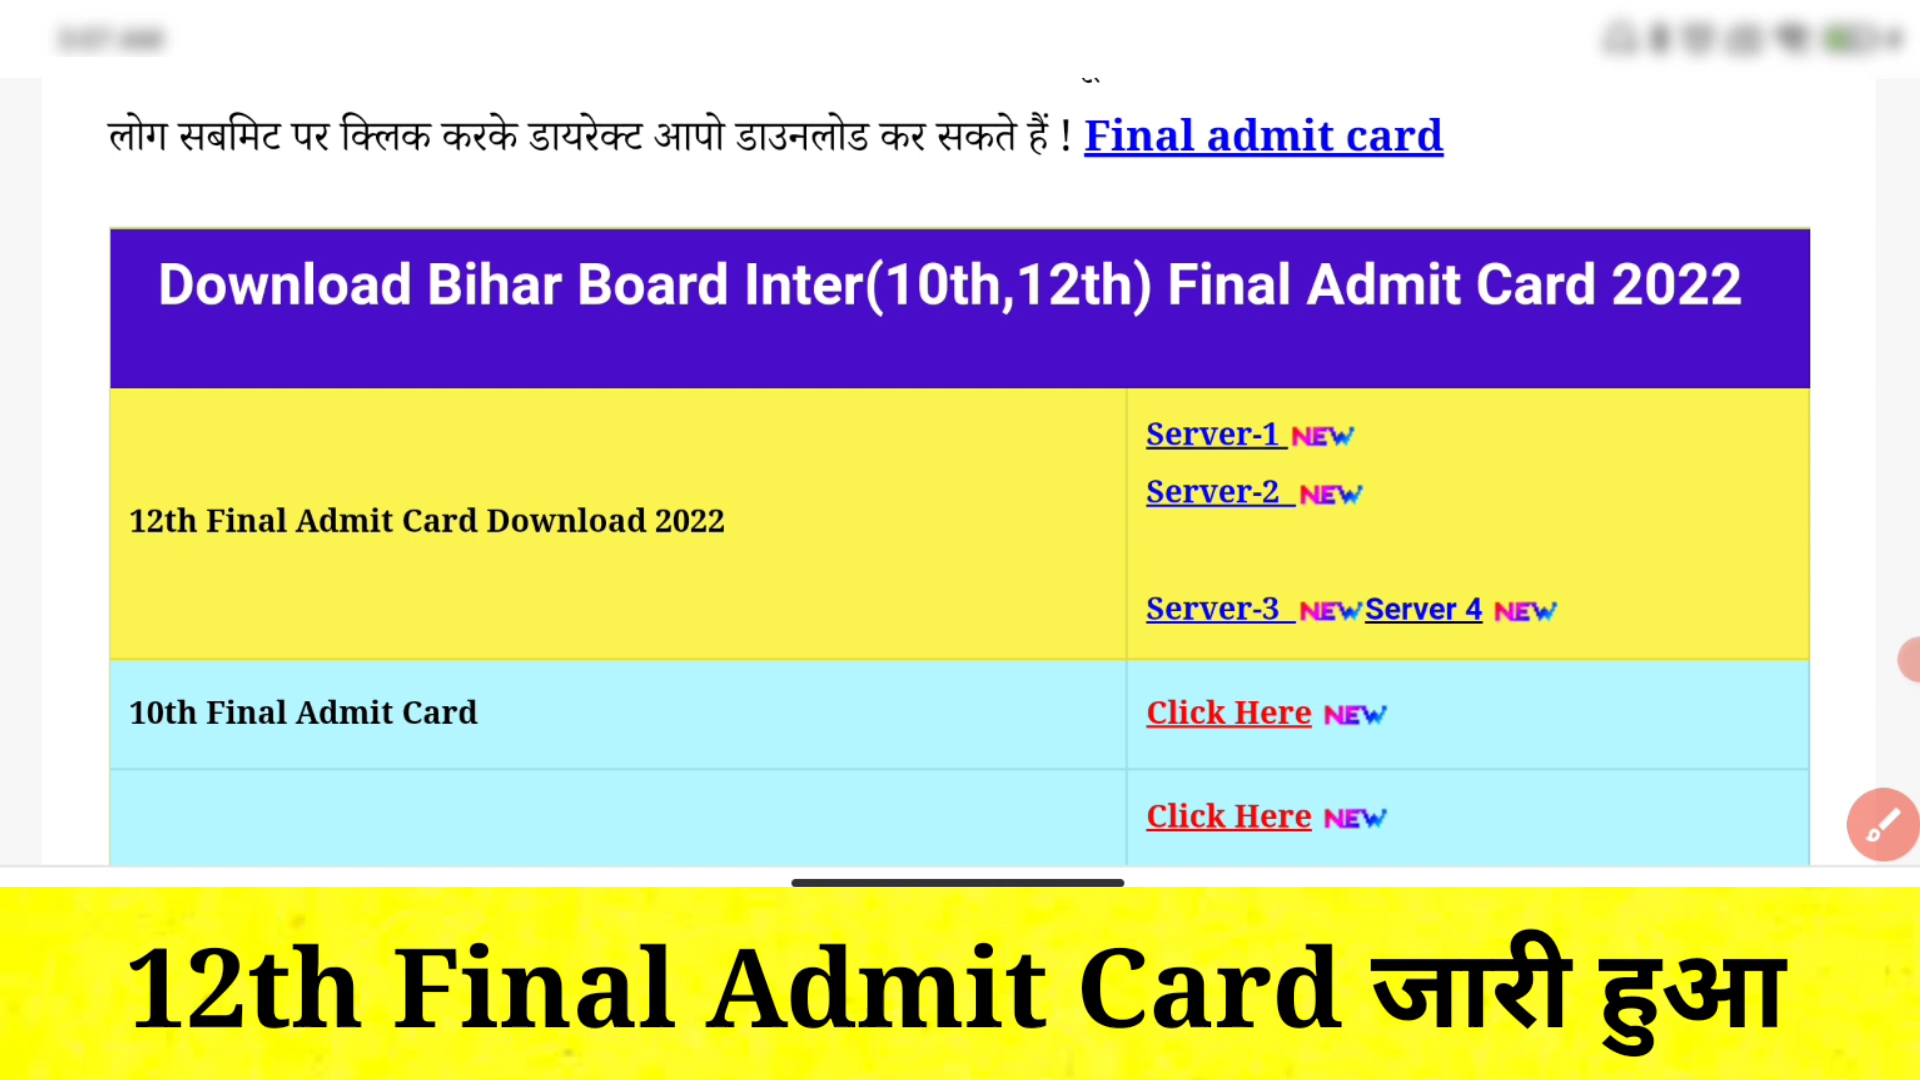 लोग सबमिट पर क्लिक करके डायरेक्ट आपो डाउनलोड कर सकते हैं ! Final admit card
Download Bihar Board Inter(10th,12th) Final Admit Card 2022
12th Final Admit Card Download 2022
Server-1 NEW
Server-2 NEW
Server-3 NEW Server 4 NEW
10th Final Admit Card
Click Here NEW
Click Here NEW
12th Final Admit Card जारी हुआ